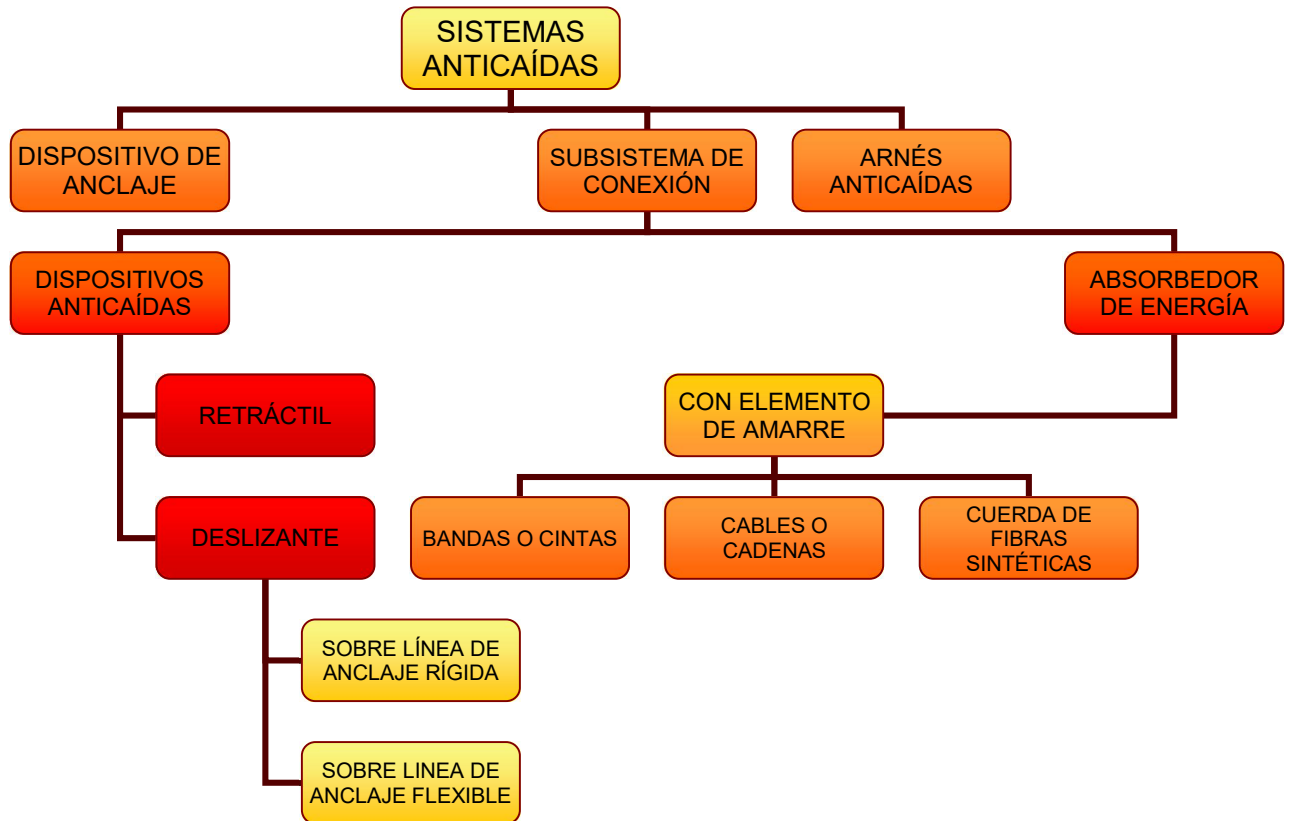 SISTEMAS
ANTICAÍDAS
DISPOSITIVO DE
ANCLAJE
SUBSISTEMA DE
CONEXIÓN
ARNÉS
ANTICAÍDAS
DISPOSITIVOS
ANTICAÍDAS
ABSORBEDOR
DE ENERGÍA
RETRÁCTIL
CON ELEMENTO
DE AMARRE
DESLIZANTE
BANDAS O CINTAS
CABLES O
CADENAS
CUERDA DE
FIBRAS
SINTÉTICAS
SOBRE LÍNEA DE
ANCLAJE RÍGIDA
SOBRE LINEA DE
ANCLAJE FLEXIBLE